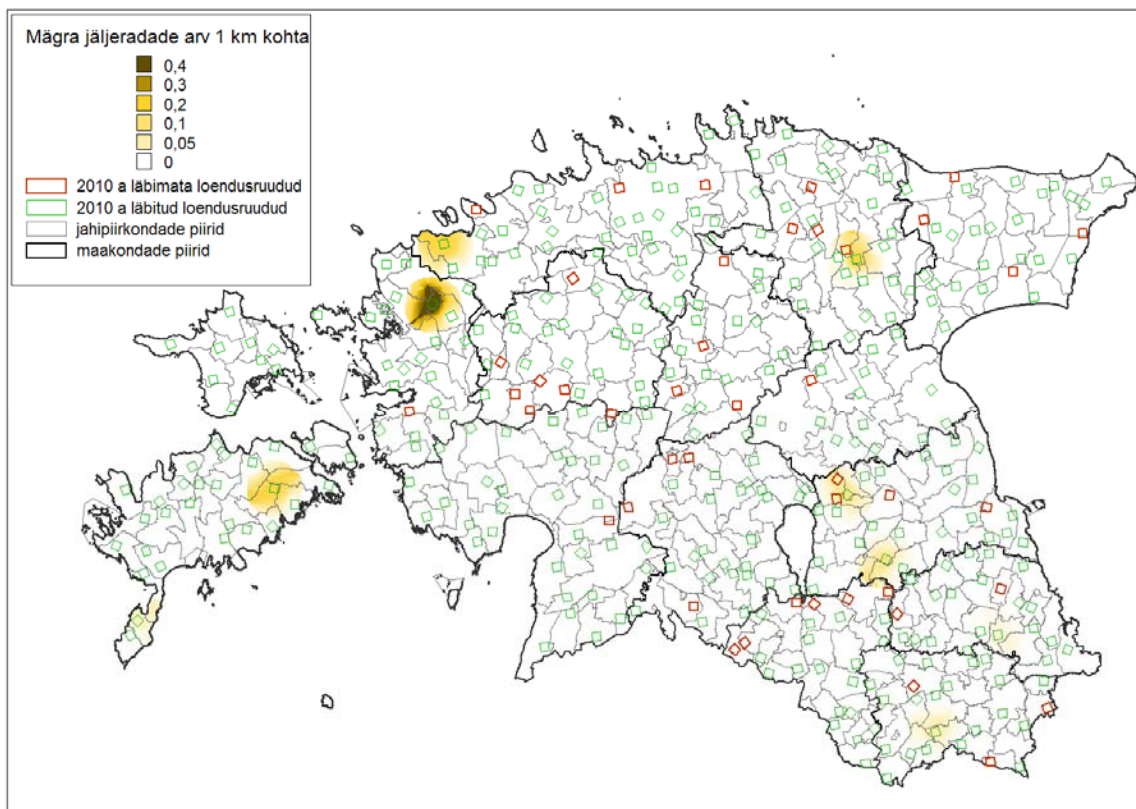 Mägra jäljeradade arv 1 km kohta
0,4
0,3
0,2
0,1
0,05
0
2010 a läbimata loendusruudud
2010 a läbitud loendusruudud
jahipiirkondade piirid
maakondade piirid